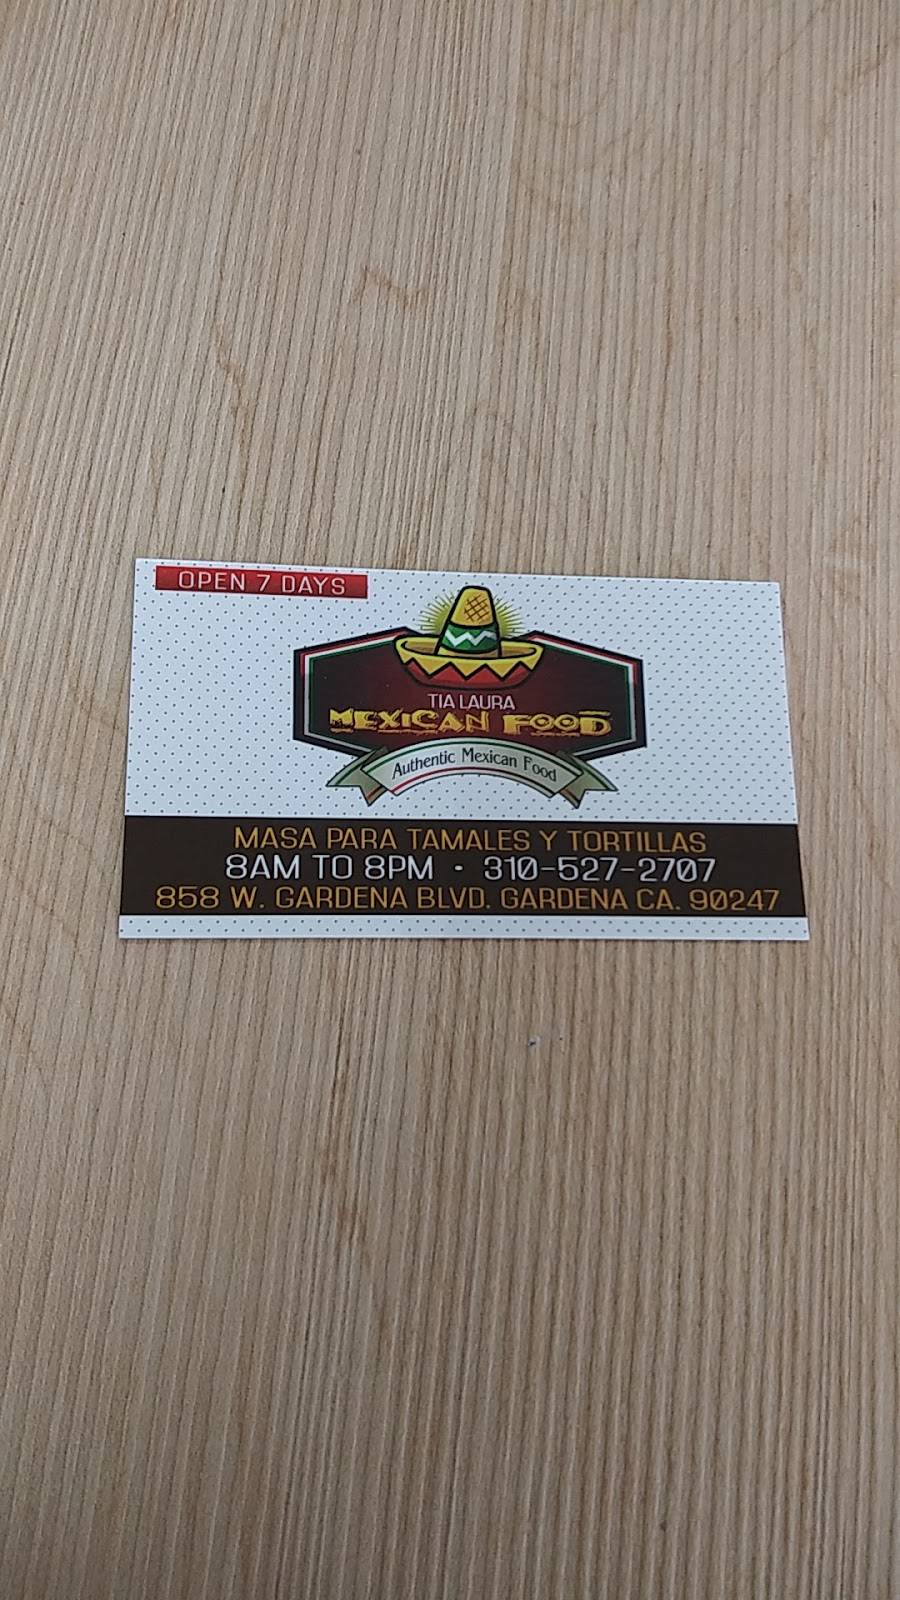 OPEN 7 DAYS
TIA LAURA
MEXICAN FOOD
Authentic Mexican Food
MASA PARA TAMALES Y TORTILLAS
8AM TO 8PM · 310-527-2707
858 W. GARDENA BLVD. GARDENA CA. 90247